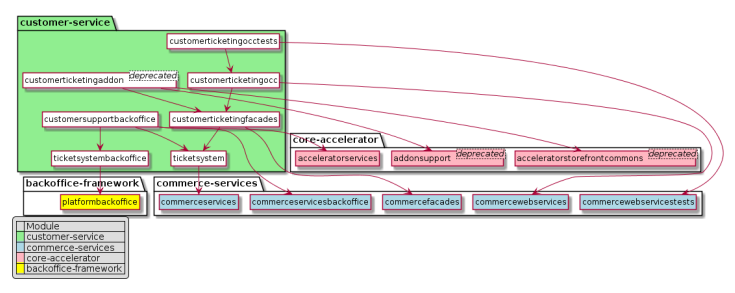 customer-service
customerticketingocctests
customerticketingaddon deprecated
customerticketingocc
customersupportbackoffice
customerticketingfacades
core-accelerator
ticketsystembackoffice
ticketsystem
acceleratorservices
addonsupport deprecated
acceleratorstorefrontcommons deprecated
backoffice-framework
commerce-services
platformbackoffice
commerceservices
commerceservicesbackoffice
commercefacades
commercewebservices
commercewebservicestests
Module
customer-service
commerce-services
core-accelerator
backoffice-framework